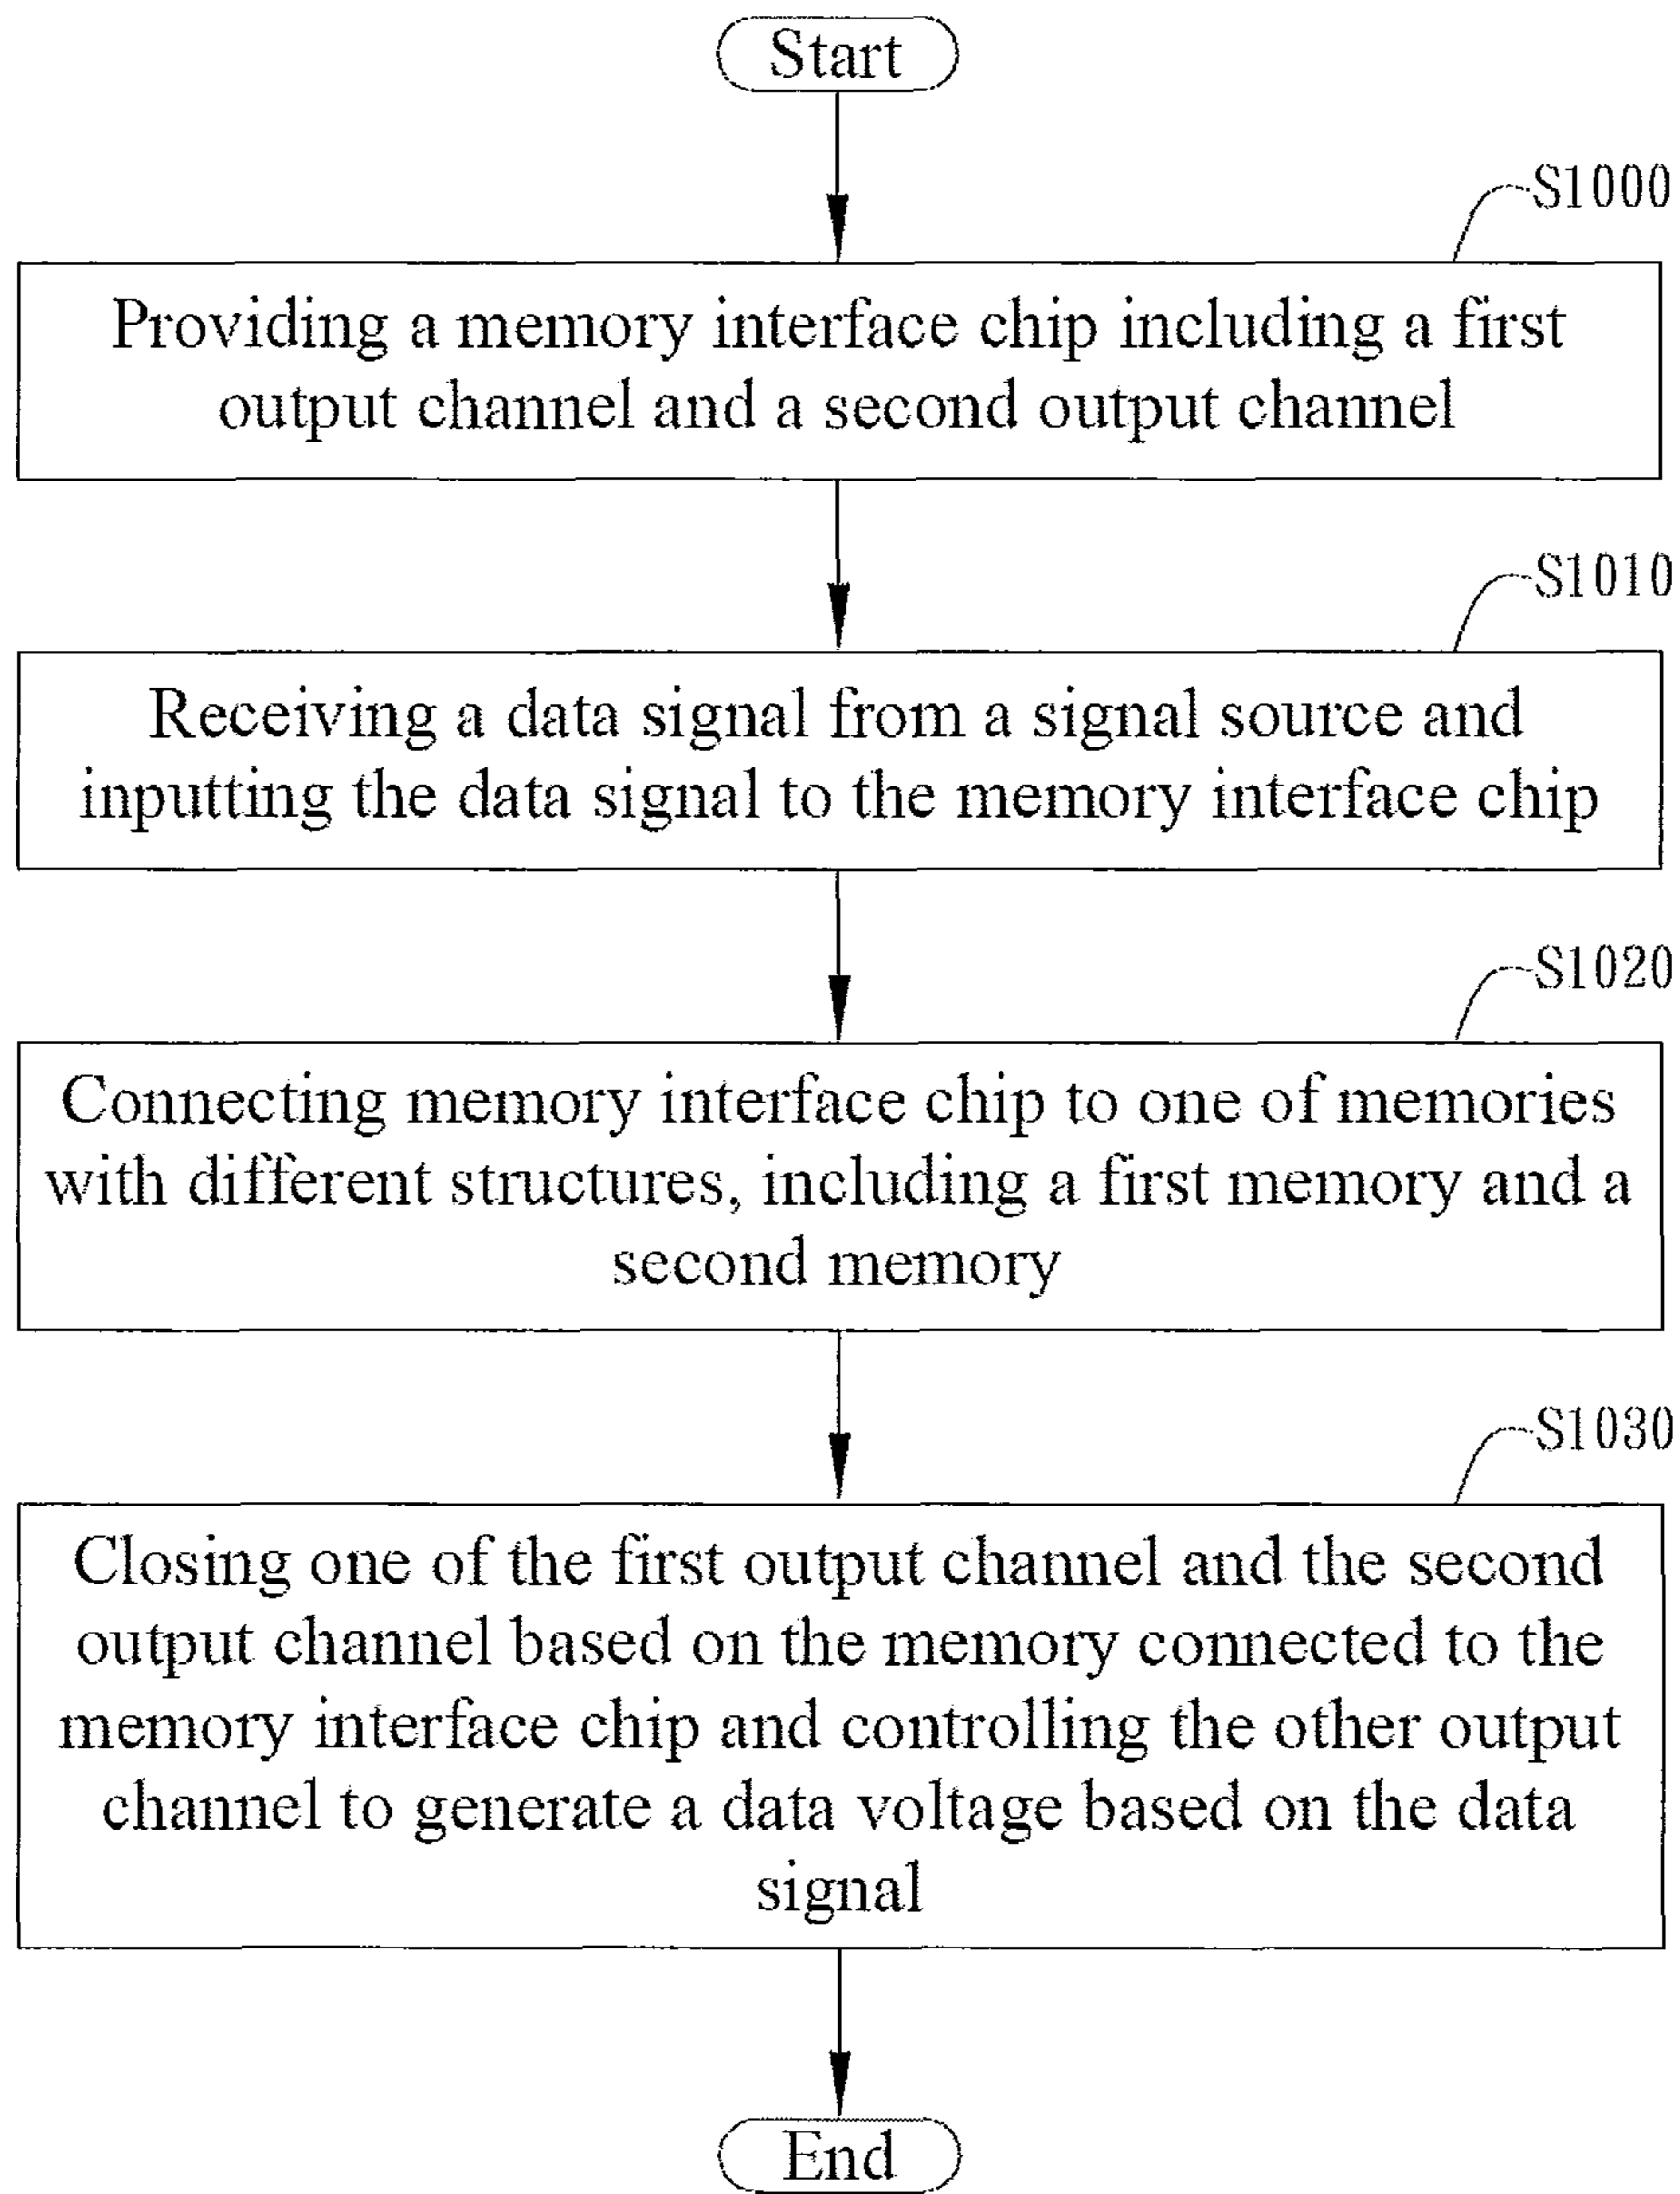 Start
S1000
Providing a memory interface chip including a first
output channel and a second output channel
S1010
Receiving a data signal from a signal source and
inputting the data signal to the memory interface chip
S1020
Connecting memory interface chip to one of memories
with different structures, including a first memory and a
second memory
S1030
Closing one of the first output channel and the second
output channel based on the memory connected to the
memory interface chip and controlling the other output
channel to generate a data voltage based on the data
signal
End